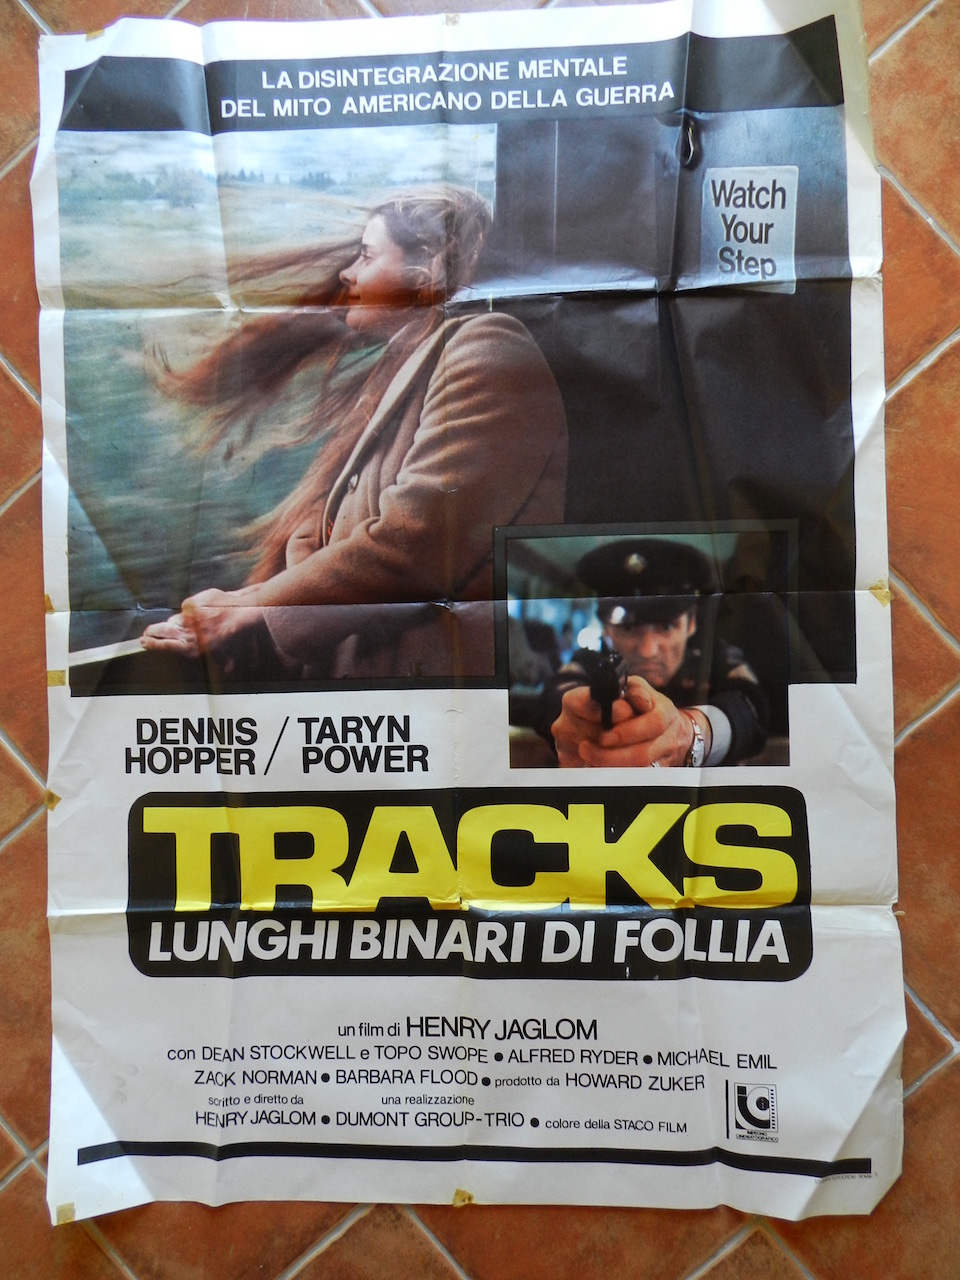 LA DISINTEGRAZIONE MENTALE
DEL MITO AMERICANO DELLA GUERRA
Watch
Your
Step
DENNIS / TARYN
HOPPER / POWER
TRACKS
LUNGHI BINARI DI FOLLIA
un film di HENRY JAGLOM
con DEAN STOCKWELL e TOPO SWOPE ● ALFRED RYDER ● MICHAEL EMIL
ZACK NORMAN ● BARBARA FLOOD ● prodotto da HOWARD ZUKER
scritto e diretto da una realizzazione
HENRY JAGLOM ● DUMONT GROUP-TRIO ● colore della STACO FILM
CINEMATOGRAFICO